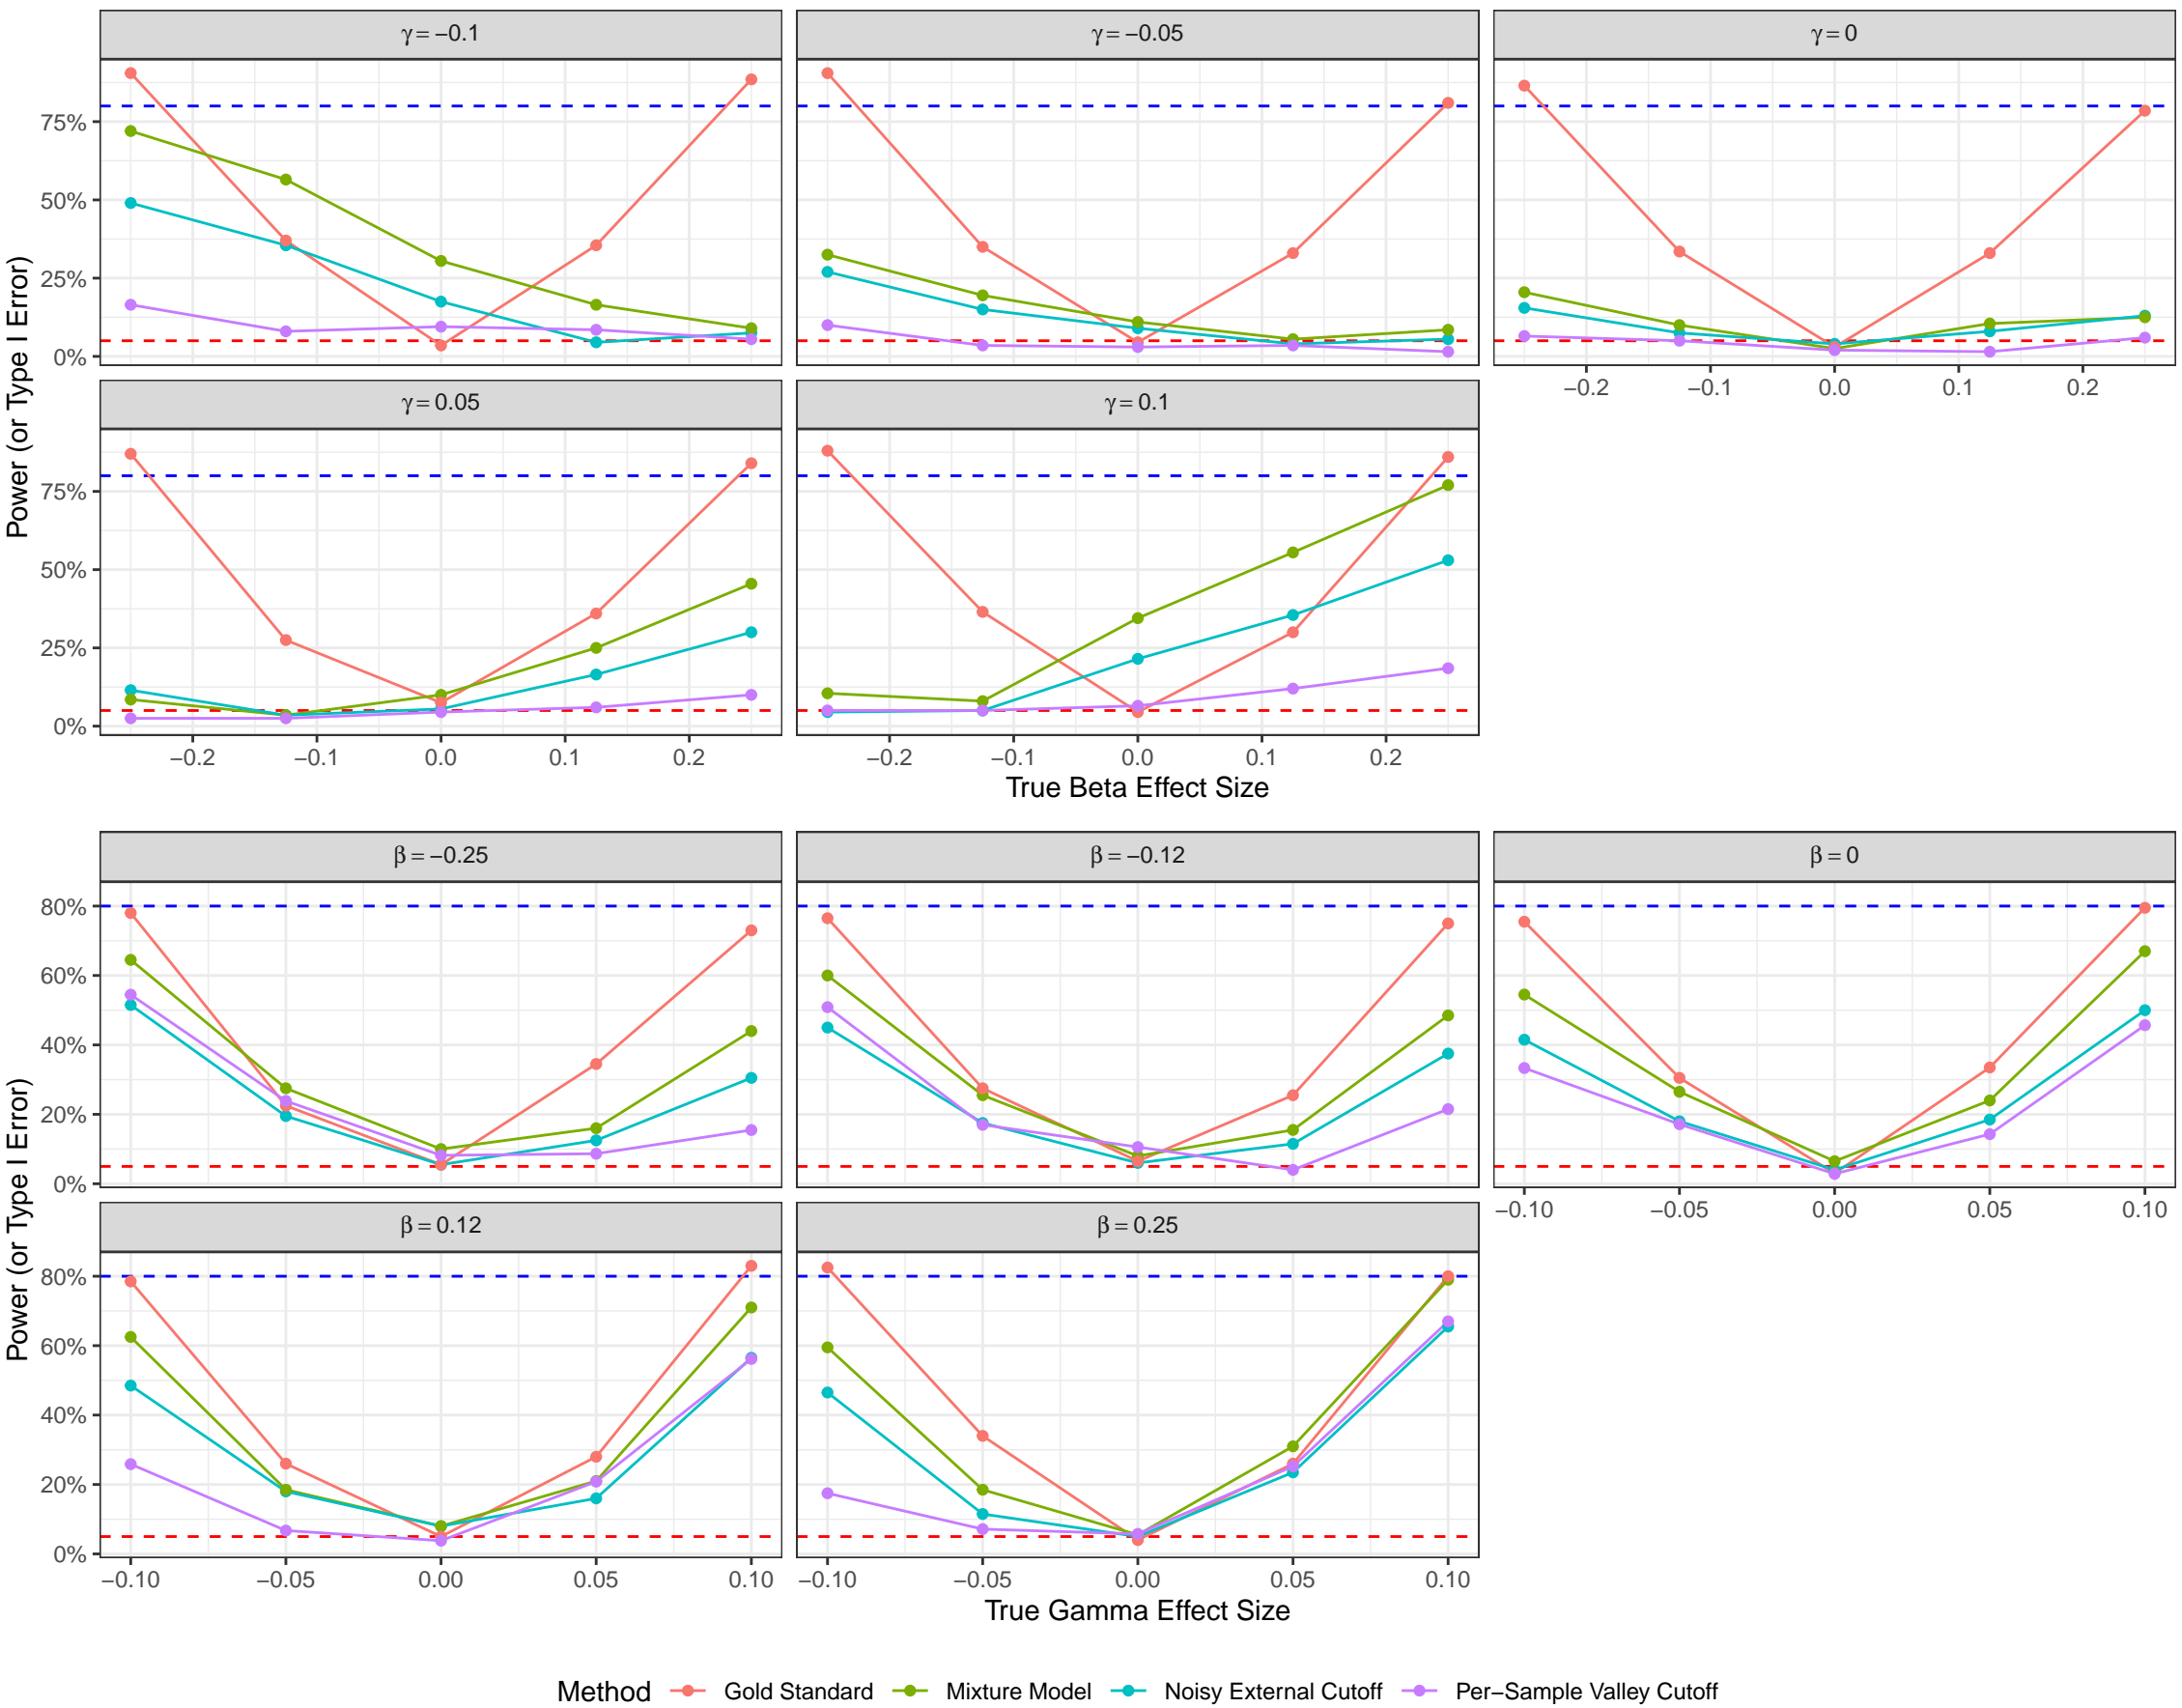 γ = −0.1
γ = −0.05
γ = 0
75%
50%
25%
0%
−0.2 −0.1 0.0 0.1 0.2
γ = 0.05
γ = 0.1
75%
50%
25%
0%
−0.2 −0.1 0.0 0.1 0.2
−0.2 −0.1 0.0 0.1 0.2
Power (or Type I Error)
True Beta Effect Size
β = −0.25
β = −0.12
β = 0
80%
60%
40%
20%
0%
−0.10 −0.05 0.00 0.05 0.10
β = 0.12
β = 0.25
80%
60%
40%
20%
0%
−0.10 −0.05 0.00 0.05 0.10
−0.10 −0.05 0.00 0.05 0.10
Power (or Type I Error)
True Gamma Effect Size
Method Gold Standard Mixture Model Noisy External Cutoff Per−Sample Valley Cutoff